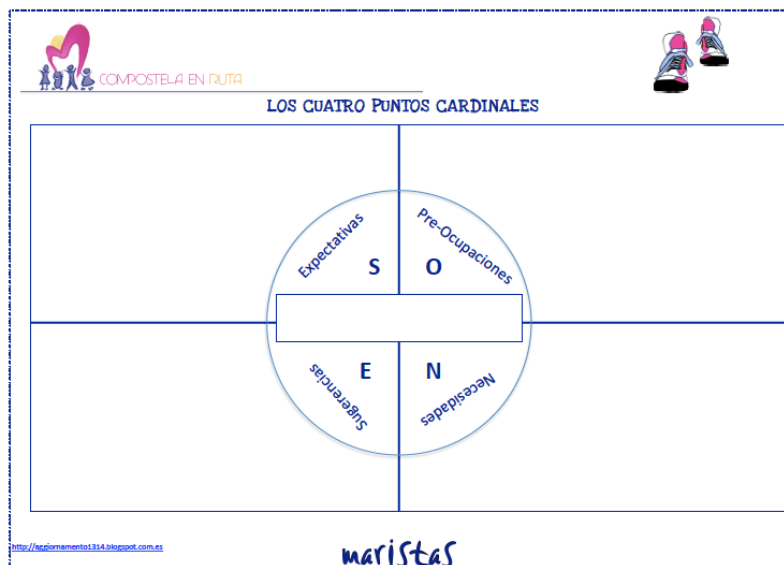 COMPOSTELA EN RUTA
LOS CUATRO PUNTOS CARDINALES
Expectativas
Pre-Ocupaciones
S O
E N
Sugerencias
Necesidades
http://aggiornamento1314.blogspot.com.es
maristas